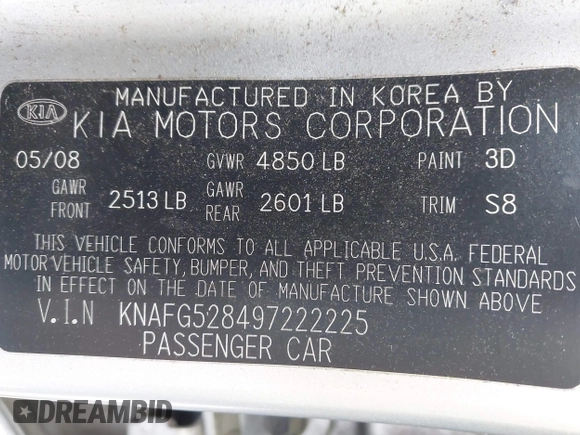 MANUFACTURED IN KOREA BY
KIA KIA MOTORS CORPORATION
05/08 GVWR 4850 LB PAINT 3D
GAWR FRONT 2513 LB GAWR REAR 2601 LB TRIM S8
THIS VEHICLE CONFORMS TO ALL APPLICABLE U.S.A. FEDERAL
MOTOR VEHICLE SAFETY, BUMPER, AND THEFT PREVENTION STANDARDS
IN EFFECT ON THE DATE OF MANUFACTURE SHOWN ABOVE
V.I.N KNAFG528497222225
PASSENGER CAR
DREAMBID